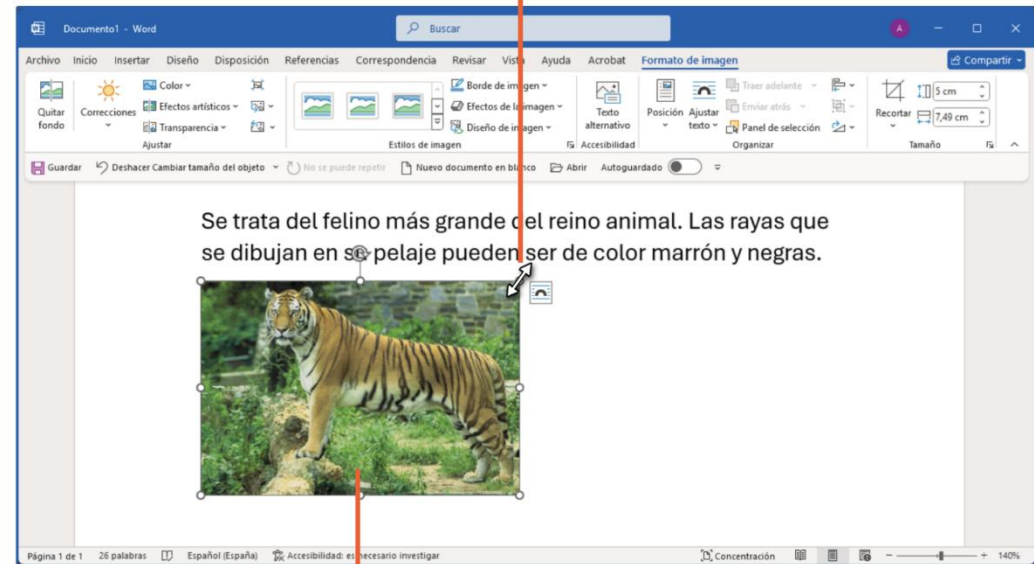 Documento1 - Word
Buscar
A
Archivo Inicio Insertar Diseño Disposición Referencias Correspondencia Revisar Vista Ayuda Acrobat Formato de imagen Compartir
Quitar fondo
Correcciones
Color
Efectos artísticos
Transparencia
Ajustar
Borde de imagen
Efectos de la imagen
Diseño de imagen
Estilos de imagen
Texto alternativo
Accesibilidad
Posición
Ajustar texto
Traer adelante
Enviar atrás
Panel de selección
Organizar
Recortar
5 cm
7,49 cm
Tamaño
Guardar Deshacer Cambiar tamaño del objeto No se puede repetir Nuevo documento en blanco Abrir Autoguardado
Se trata del felino más grande del reino animal. Las rayas que
se dibujan en se pelaje pueden ser de color marrón y negras.
Página 1 de 1 26 palabras Español (España) Accesibilidad: es necesario investigar Concentración 140%